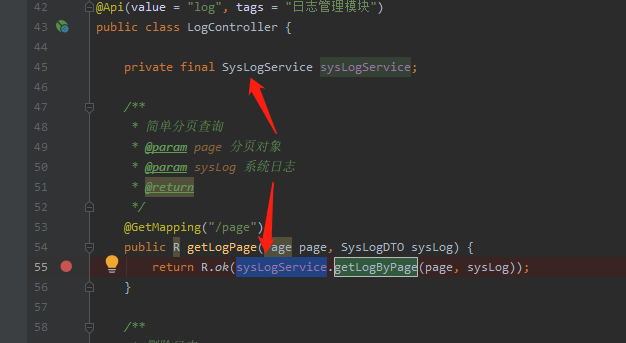 42 @Api(value = "log", tags = "日志管理模块")
43 public class LogController {
44
45 private final SysLogService sysLogService;
46
47 /**
48 * 简单分页查询
49 * @param page 分页对象
50 * @param sysLog 系统日志
51 * @return
52 */
53 @GetMapping("/page")
54 public R getLogPage(Page page, SysLogDTO sysLog) {
55 return R.ok(sysLogService.getLogByPage(page, sysLog));
56 }
57
58 /**